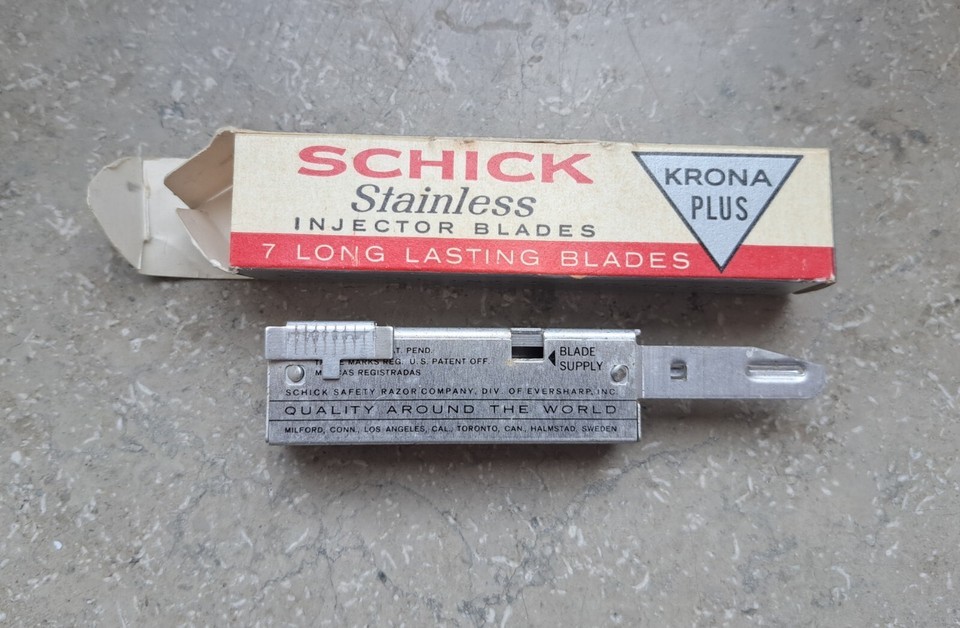 SCHICK
Stainless
INJECTOR BLADES
7 LONG LASTING BLADES
KRONA
PLUS
T. PEND.
MARKS REG. U.S. PATENT OFF.
AS REGISTRADAS
BLADE
SUPPLY
SCHICK SAFETY RAZOR COMPANY, DIV. OF EVERSHARP, INC.
QUALITY AROUND THE WORLD
MILFORD, CONN., LOS ANGELES, CAL., TORONTO, CAN., HALMSTAD, SWEDEN